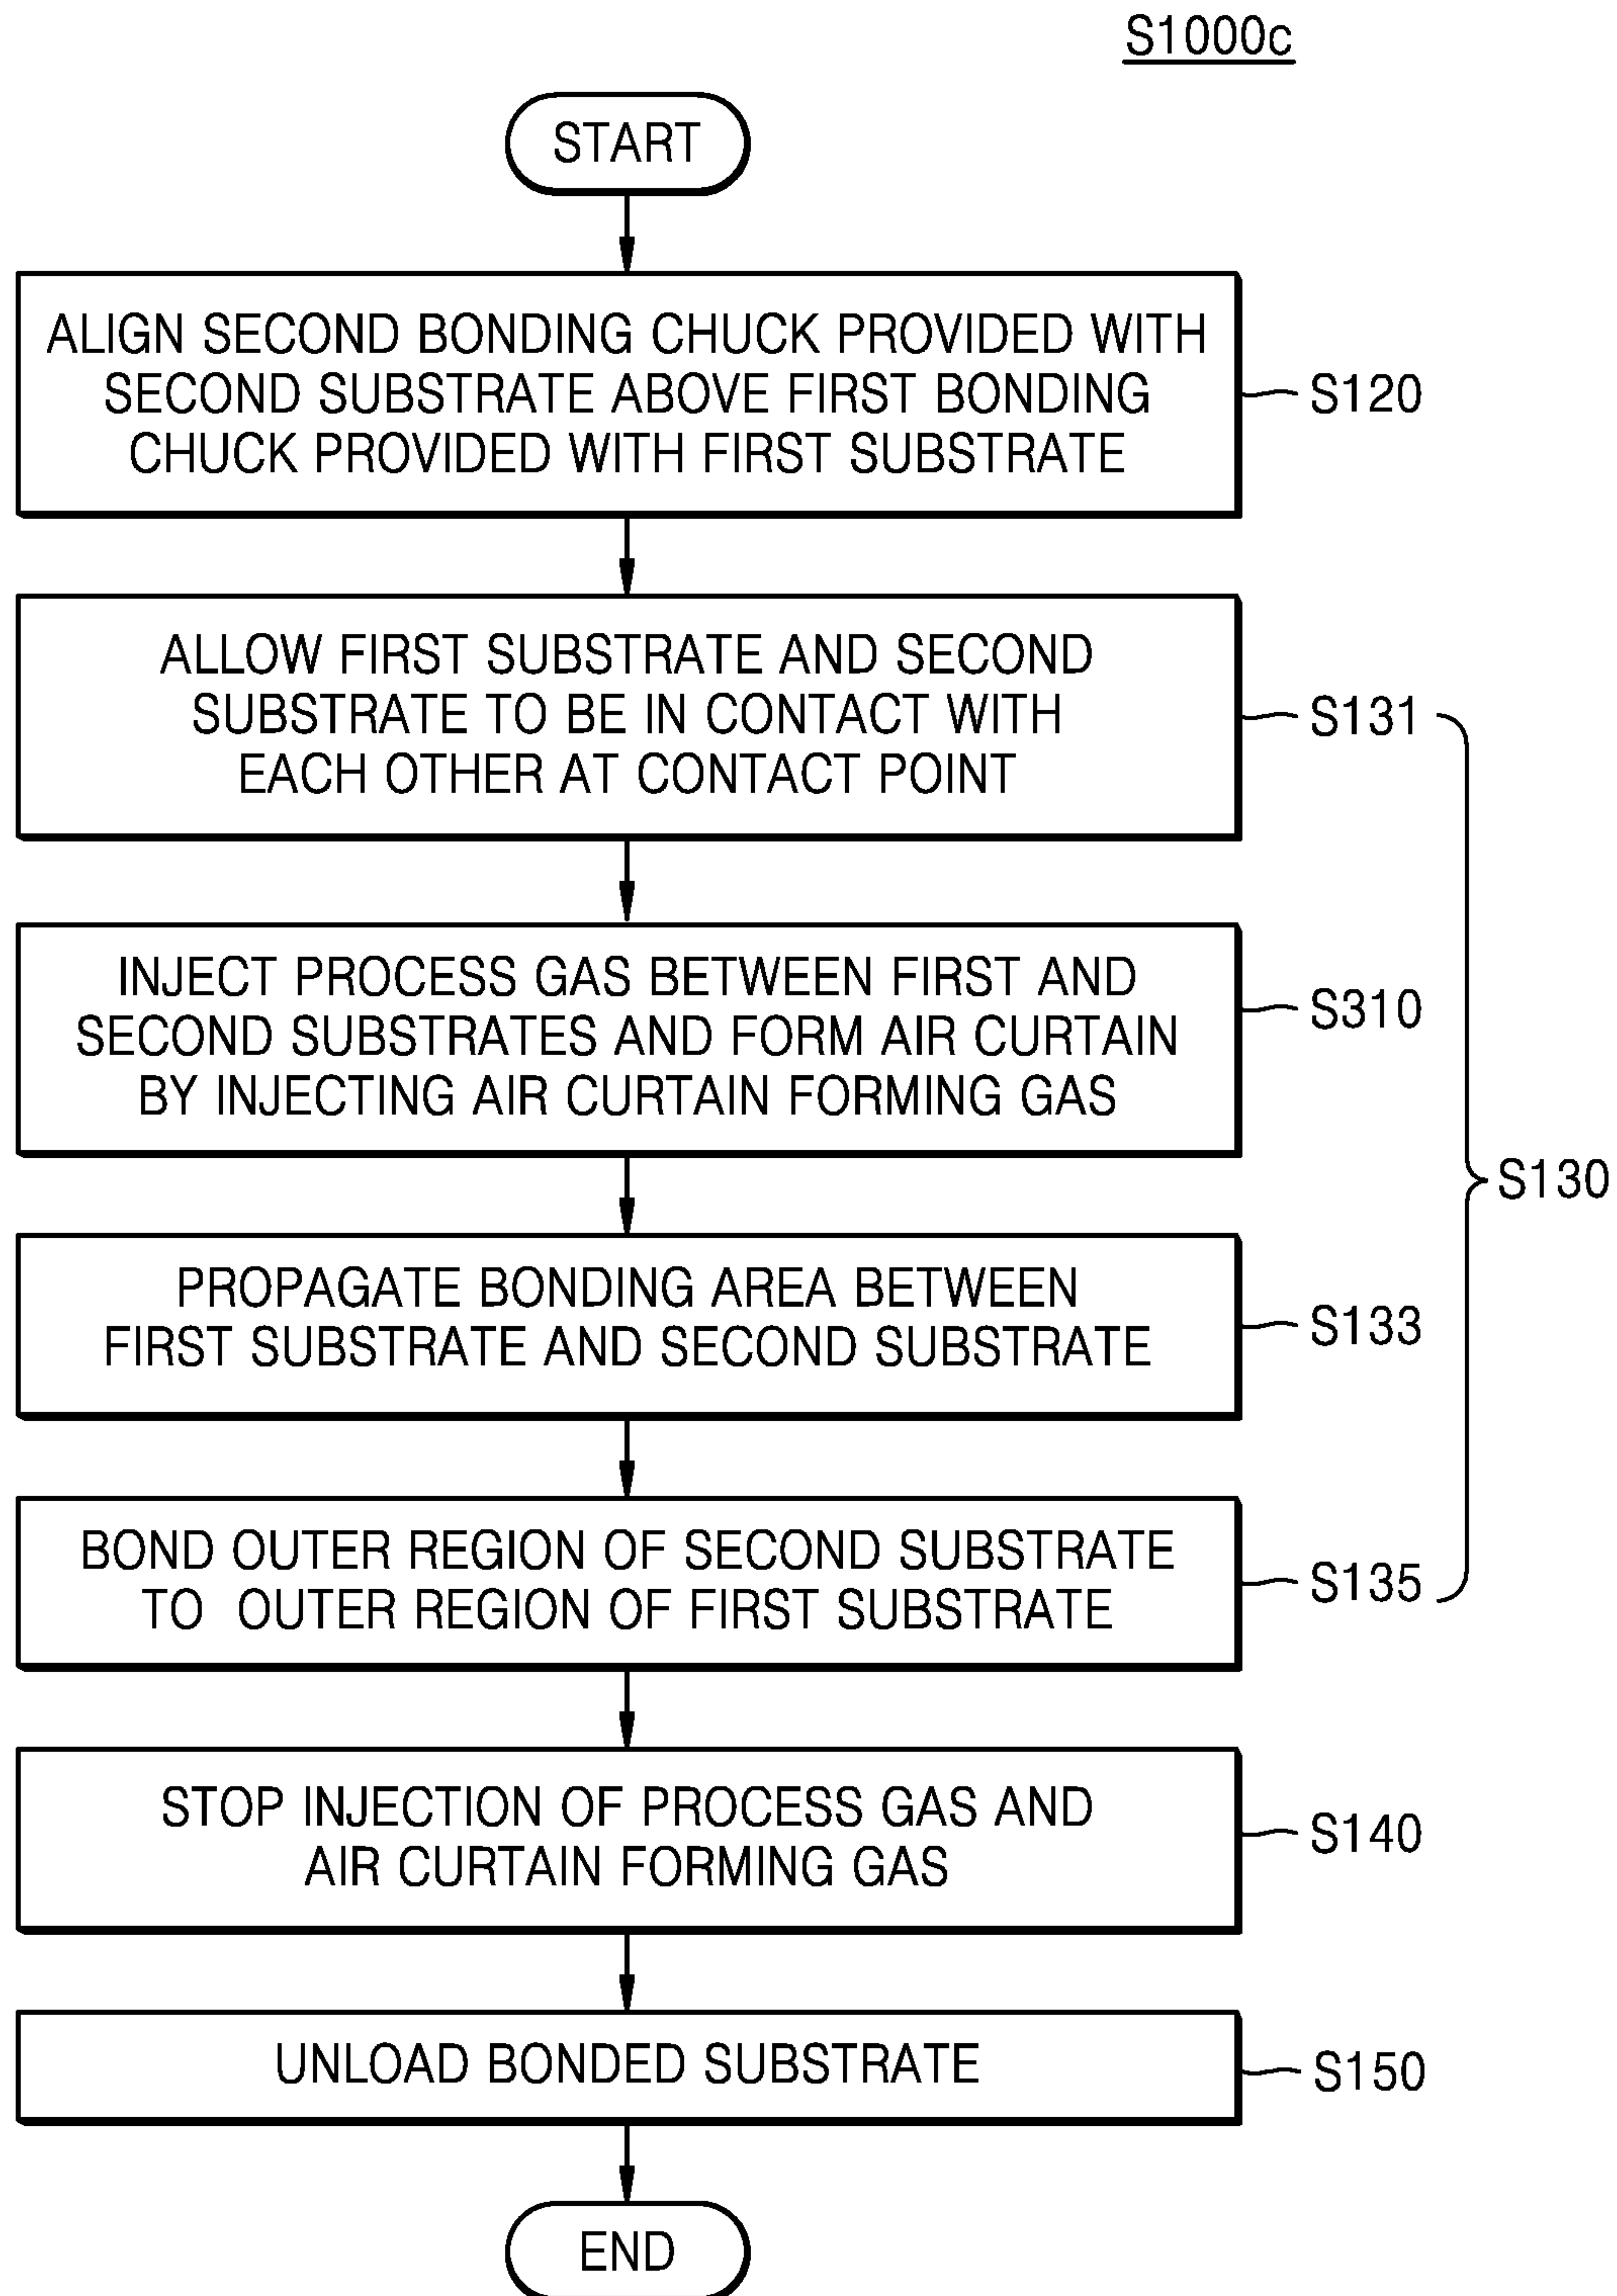 S1000c
START
ALIGN SECOND BONDING CHUCK PROVIDED WITH
SECOND SUBSTRATE ABOVE FIRST BONDING
CHUCK PROVIDED WITH FIRST SUBSTRATE
S120
ALLOW FIRST SUBSTRATE AND SECOND
SUBSTRATE TO BE IN CONTACT WITH
EACH OTHER AT CONTACT POINT
S131
INJECT PROCESS GAS BETWEEN FIRST AND
SECOND SUBSTRATES AND FORM AIR CURTAIN
BY INJECTING AIR CURTAIN FORMING GAS
S310
S130
PROPAGATE BONDING AREA BETWEEN
FIRST SUBSTRATE AND SECOND SUBSTRATE
S133
BOND OUTER REGION OF SECOND SUBSTRATE
TO OUTER REGION OF FIRST SUBSTRATE
S135
STOP INJECTION OF PROCESS GAS AND
AIR CURTAIN FORMING GAS
S140
UNLOAD BONDED SUBSTRATE
S150
END